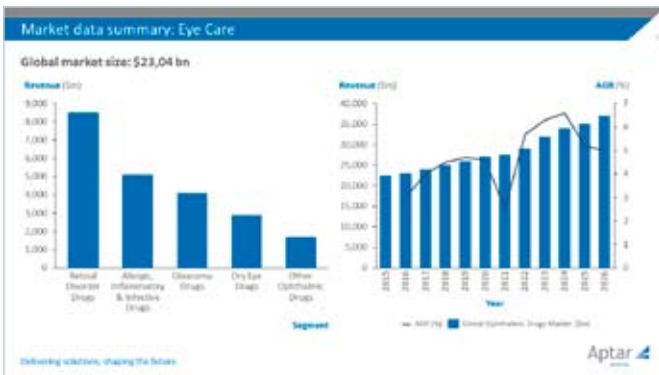 Market data summary: Eye Care
Global market size: $23,04 bn
Revenue ($m)
9,000
8,000
7,000
6,000
5,000
4,000
3,000
2,000
1,000
0
Retinal
Disorder
Drugs
Allergic,
Inflammatory
& Infective
Drugs
Glaucoma
Drugs
Dry Eye
Drugs
Other
Ophthalmic
Drugs
Segment
Revenue ($m)
AGR (%)
40,000
35,000
30,000
25,000
20,000
15,000
10,000
5,000
0
7
6
5
4
3
2
1
0
2015
2016
2017
2018
2019
2020
2021
2022
2023
2024
2025
2026
Year
AGR (%)
Global Ophthalmic Drugs Market ($m)
Delivering solutions, shaping the future.
Aptar